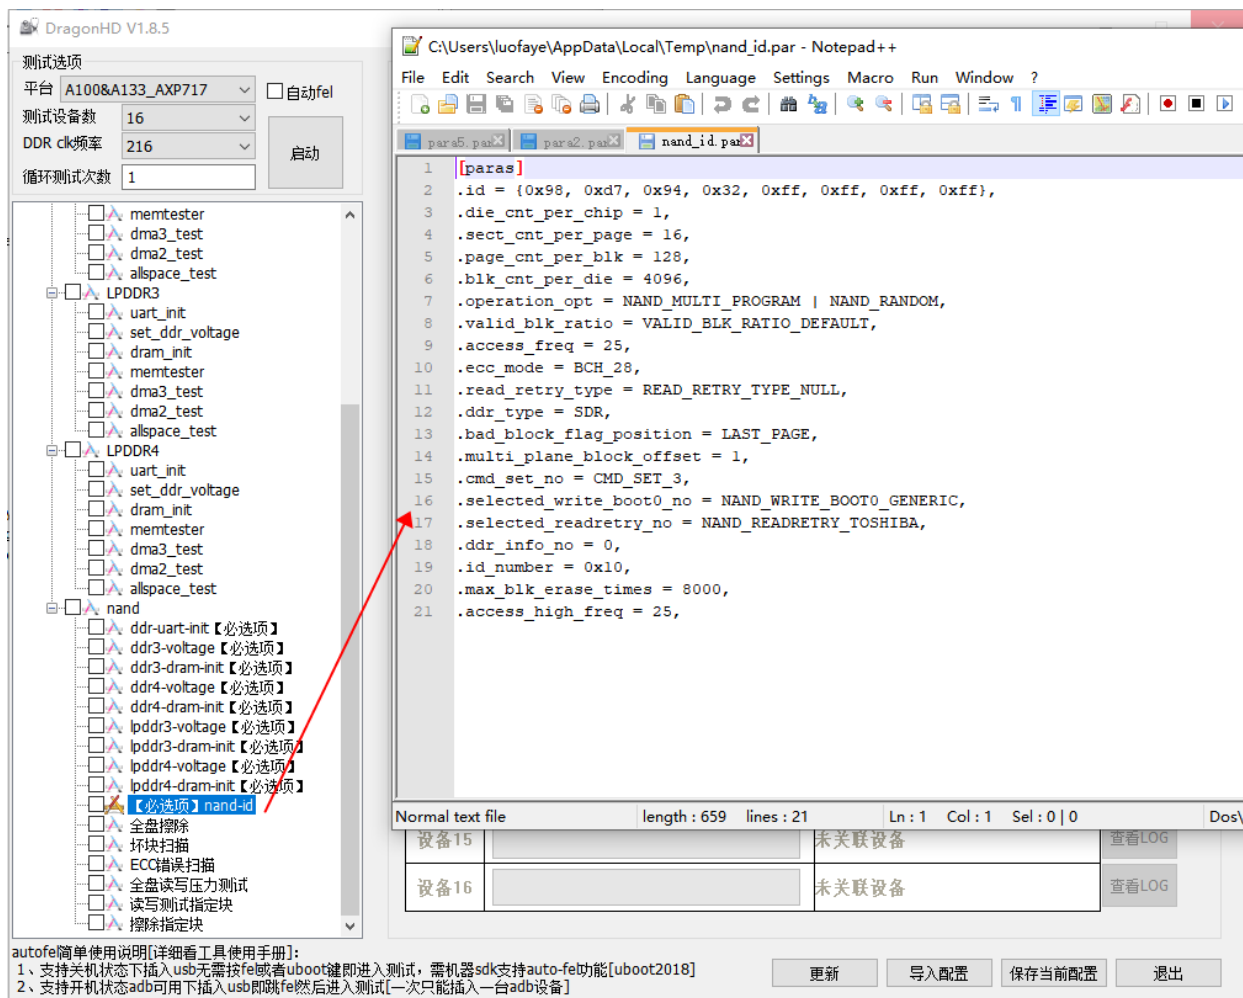 DragonHD V1.8.5
测试选项
平台 A100&A133_AXP717 自动fel
测试设备数 16
DDR clk频率 216
启动
循环测试次数 1
memtester
dma3_test
dma2_test
allspace_test
LPDDR3
uart_init
set_ddr_voltage
dram_init
memtester
dma3_test
dma2_test
allspace_test
LPDDR4
uart_init
set_ddr_voltage
dram_init
memtester
dma3_test
dma2_test
allspace_test
nand
ddr-uart-init【必选项】
ddr3-voltage【必选项】
ddr3-dram-init【必选项】
ddr4-voltage【必选项】
ddr4-dram-init【必选项】
lpddr3-voltage【必选项】
lpddr3-dram-init【必选项】
lpddr4-voltage【必选项】
lpddr4-dram-init【必选项】
【必选项】nand-id
全盘擦除
坏块扫描
ECC错误扫描
全盘读写压力测试
读写测试指定块
擦除指定块
C:\Users\luofaye\AppData\Local\Temp\nand_id.par - Notepad++
File Edit Search View Encoding Language Settings Macro Run Window ?
para5.par para2.par nand_id.par
1 [paras]
2 .id = {0x98, 0xd7, 0x94, 0x32, 0xff, 0xff, 0xff, 0xff},
3 .die_cnt_per_chip = 1,
4 .sect_cnt_per_page = 16,
5 .page_cnt_per_blk = 128,
6 .blk_cnt_per_die = 4096,
7 .operation_opt = NAND_MULTI_PROGRAM | NAND_RANDOM,
8 .valid_blk_ratio = VALID_BLK_RATIO_DEFAULT,
9 .access_freq = 25,
10 .ecc_mode = BCH_28,
11 .read_retry_type = READ_RETRY_TYPE_NULL,
12 .ddr_type = SDR,
13 .bad_block_flag_position = LAST_PAGE,
14 .multi_plane_block_offset = 1,
15 .cmd_set_no = CMD_SET_3,
16 .selected_write_boot0_no = NAND_WRITE_BOOT0_GENERIC,
17 .selected_readretry_no = NAND_READRETRY_TOSHIBA,
18 .ddr_info_no = 0,
19 .id_number = 0x10,
20 .max_blk_erase_times = 8000,
21 .access_high_freq = 25,
Normal text file length : 659 lines : 21 Ln : 1 Col : 1 Sel : 0 | 0 Dos\
设备15 未关联设备 查看LOG
设备16 未关联设备 查看LOG
autofel简单使用说明[详细看工具使用手册]:
1、支持关机状态下插入usb无需按fel或者uboot键即进入测试，需机器sdk支持auto-fel功能[uboot2018]
2、支持开机状态adb可用下插入usb即跳fel然后进入测试[一次只能插入一台adb设备]
更新 导入配置 保存当前配置 退出